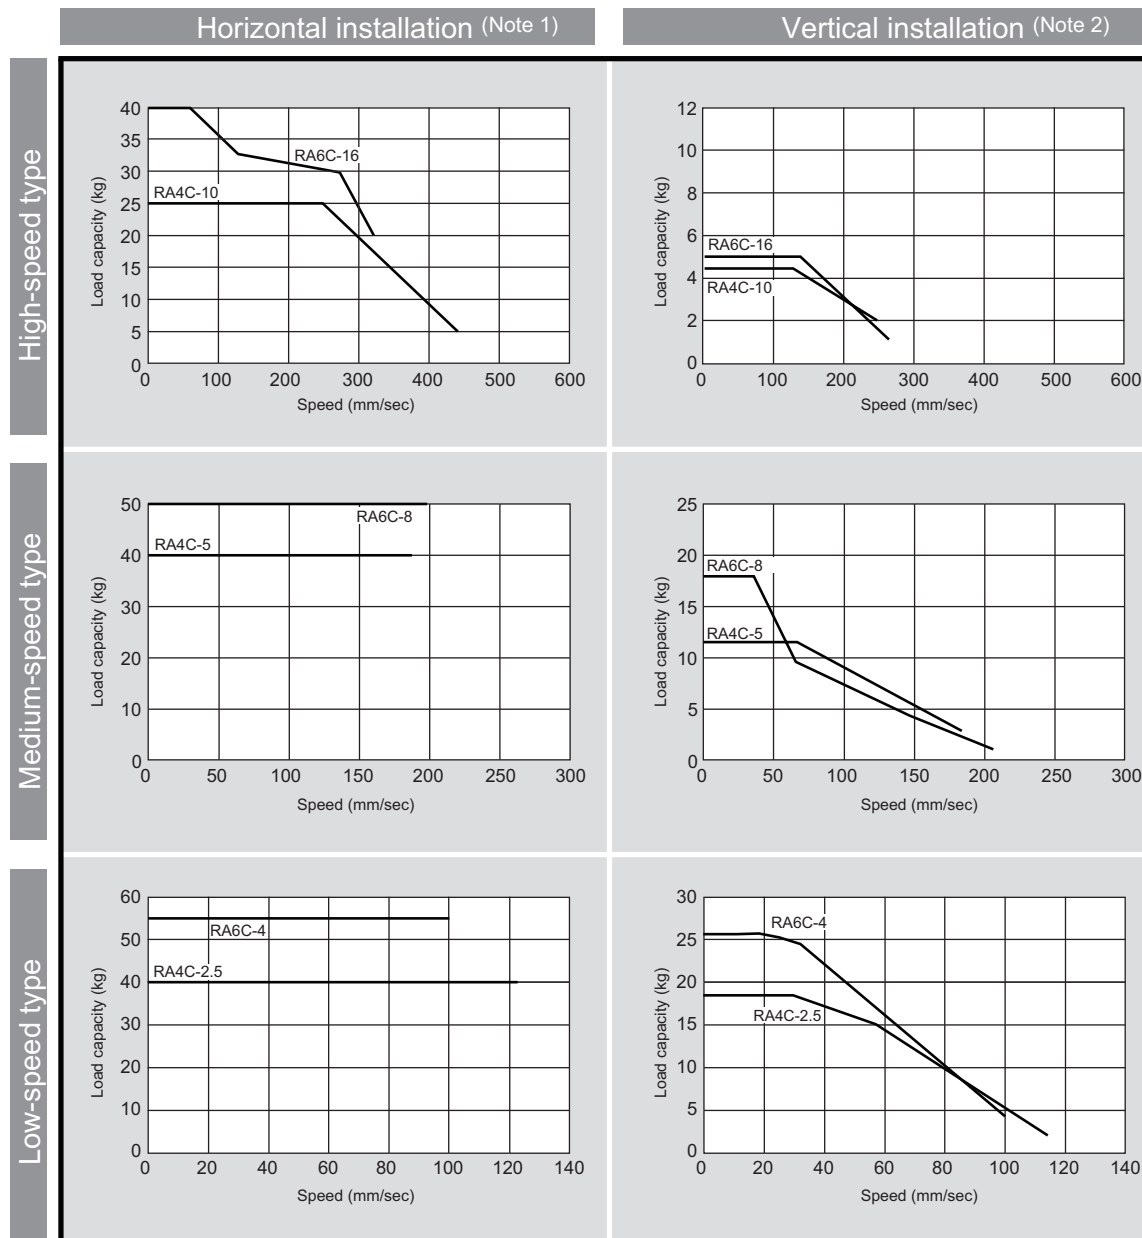 Horizontal installation (Note 1)
Vertical installation (Note 2)
High-speed type
40
35
30
25
20
15
10
5
0
Load capacity (kg)
RA6C-16
RA4C-10
0 100 200 300 400 500 600
Speed (mm/sec)
12
10
8
6
4
2
0
Load capacity (kg)
RA6C-16
RA4C-10
0 100 200 300 400 500 600
Speed (mm/sec)
Medium-speed type
50
40
30
20
10
0
Load capacity (kg)
RA6C-8
RA4C-5
0 50 100 150 200 250 300
Speed (mm/sec)
25
20
15
10
5
0
Load capacity (kg)
RA6C-8
RA4C-5
0 50 100 150 200 250 300
Speed (mm/sec)
Low-speed type
60
50
40
30
20
10
0
Load capacity (kg)
RA6C-4
RA4C-2.5
0 20 40 60 80 100 120 140
Speed (mm/sec)
30
25
20
15
10
5
0
Load capacity (kg)
RA6C-4
RA4C-2.5
0 20 40 60 80 100 120 140
Speed (mm/sec)